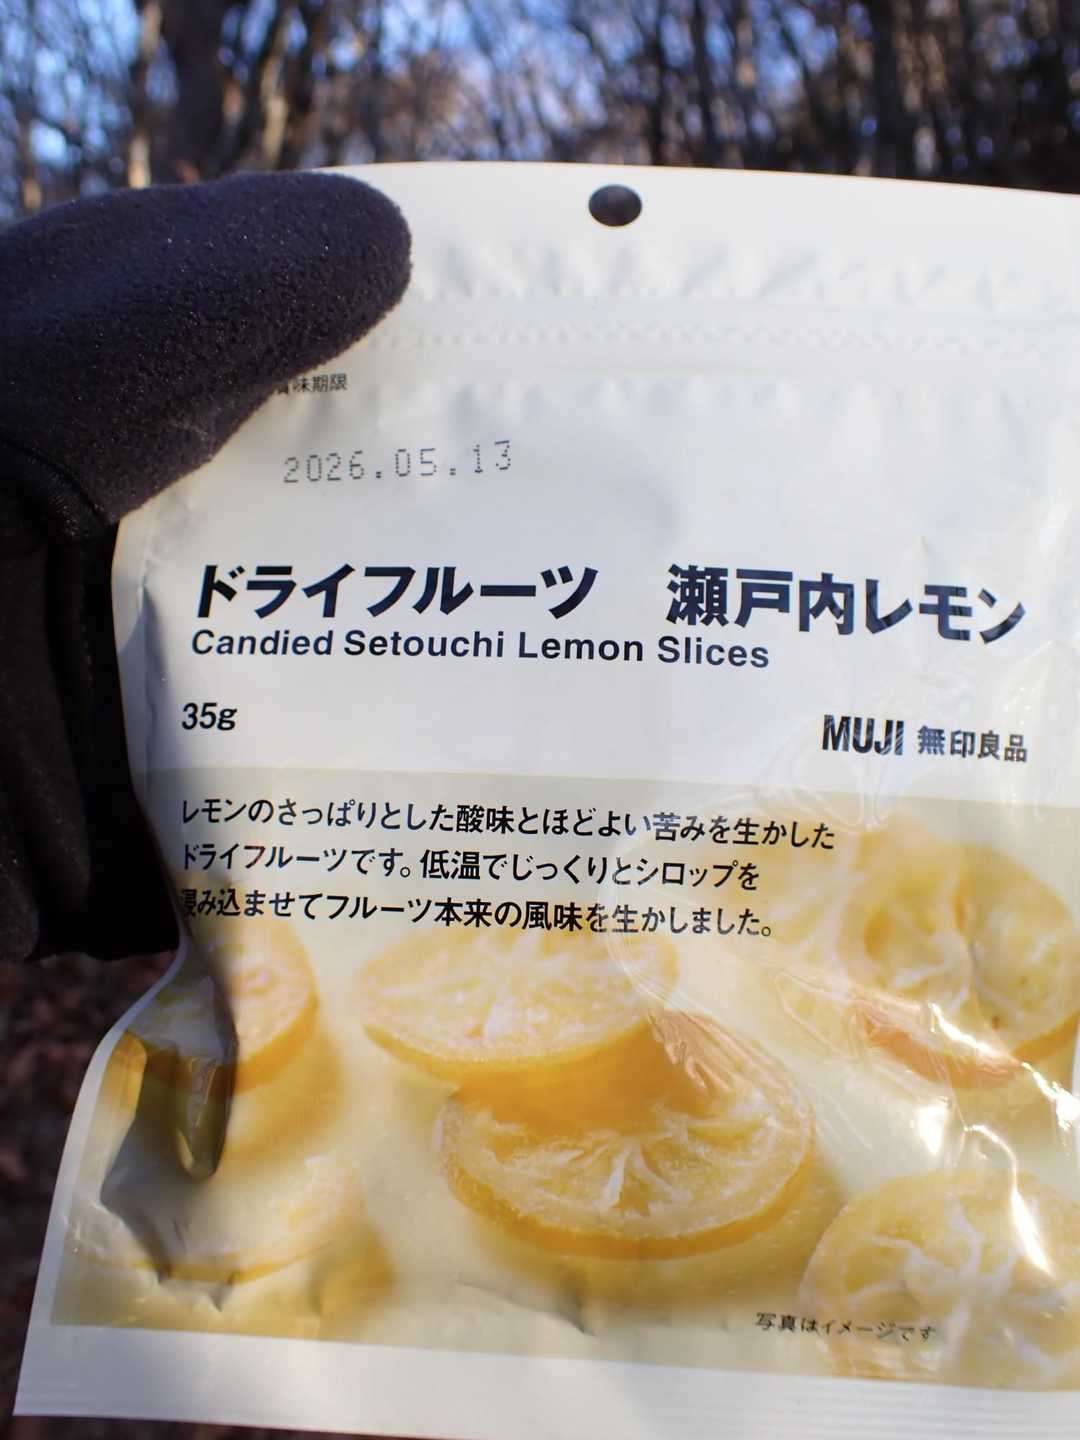 賞味期限
2026.05.13
ドライフルーツ 瀬戸内レモン
Candied Setouchi Lemon Slices
35g
MUJI 無印良品
レモンのさっぱりとした酸味とほどよい苦みを生かした
ドライフルーツです。低温でじっくりとシロップを
浸み込ませてフルーツ本来の風味を生かしました。
写真はイメージです